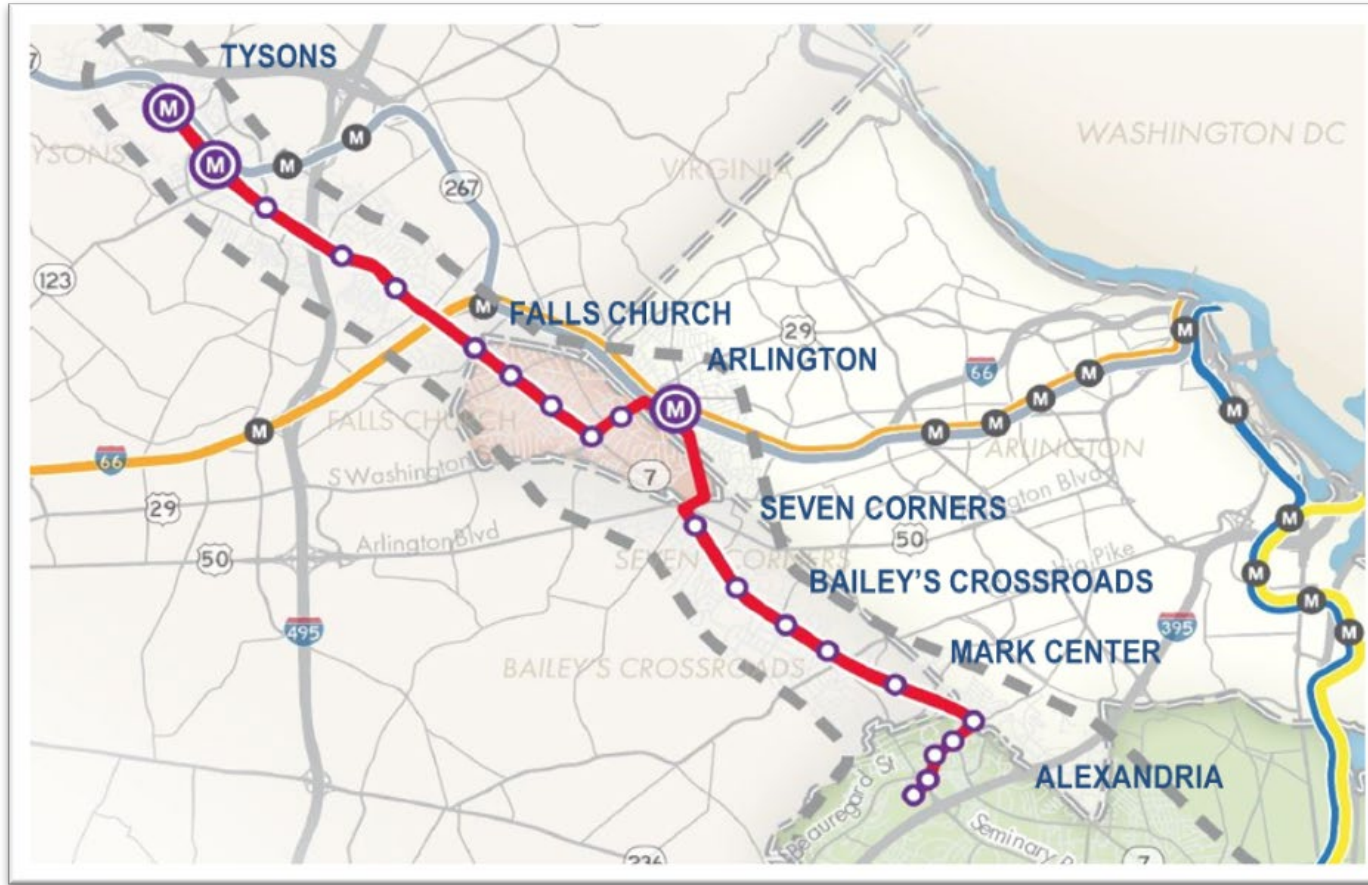 TYSONS
M
M
M
M
YSONS
267
123
VIRGINIA
WASHINGTON DC
M
FALLS CHURCH
29
ARLINGTON
M
M
66
M
M
M
M
M
M
FALLS CHURCH
66
S Washington
7
ARLINGTON
29
SEVEN CORNERS
M
50
Arlington Blvd
50
SEVEN CORNERS
M
BAILEY'S CROSSROADS
M
M
495
395
MARK CENTER
BAILEY'S CROSSROADS
ALEXANDRIA
Beauregard St
Seminary
7
236